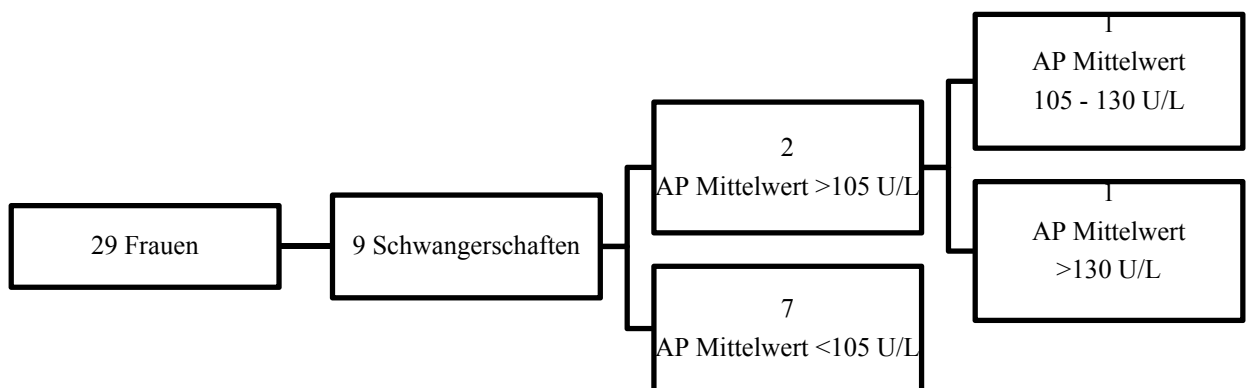 29 Frauen
9 Schwangerschaften
2
AP Mittelwert >105 U/L
7
AP Mittelwert <105 U/L
1
AP Mittelwert
105 - 130 U/L
1
AP Mittelwert
>130 U/L